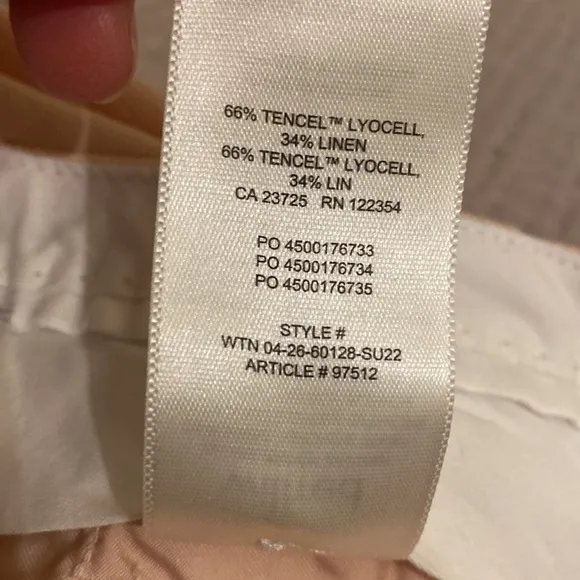 66% TENCEL™ LYOCELL,
34% LINEN
66% TENCEL™ LYOCELL,
34% LIN
CA 23725 RN 122354
PO 4500176733
PO 4500176734
PO 4500176735
STYLE #
WTN 04-26-60128-SU22
ARTICLE # 97512